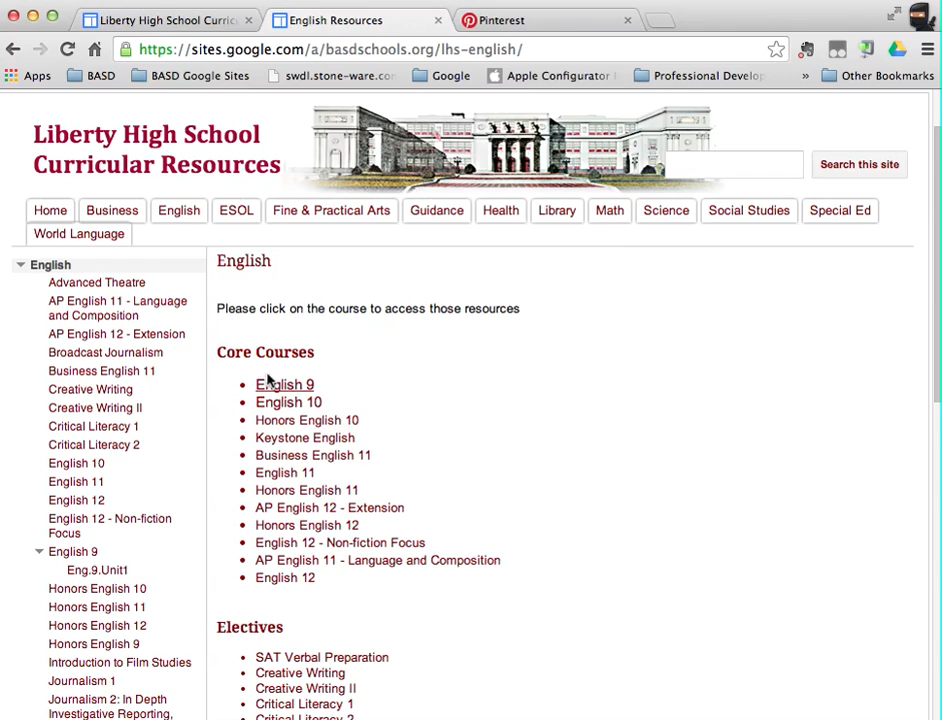 Liberty High School Curric
English Resources
Pinterest
https://sites.google.com/a/basdschools.org/lhs-english/
Apps BASD BASD Google Sites swdl.stone-ware.co Google Apple Configurator Professional Develop » Other Bookmarks
Liberty High School
Curricular Resources
Search this site
Home Business English ESOL Fine & Practical Arts Guidance Health Library Math Science Social Studies Special Ed
World Language
English
Advanced Theatre
AP English 11 - Language
and Composition
AP English 12 - Extension
Broadcast Journalism
Business English 11
Creative Writing
Creative Writing II
Critical Literacy 1
Critical Literacy 2
English 10
English 11
English 12
English 12 - Non-fiction
Focus
English 9
Eng.9.Unit1
Honors English 10
Honors English 11
Honors English 12
Honors English 9
Introduction to Film Studies
Journalism 1
Journalism 2: In Depth
Investigative Reporting,
English
Please click on the course to access those resources
Core Courses
English 9
English 10
Honors English 10
Keystone English
Business English 11
English 11
Honors English 11
AP English 12 - Extension
Honors English 12
English 12 - Non-fiction Focus
AP English 11 - Language and Composition
English 12
Electives
SAT Verbal Preparation
Creative Writing
Creative Writing II
Critical Literacy 1
Critical Literacy 2